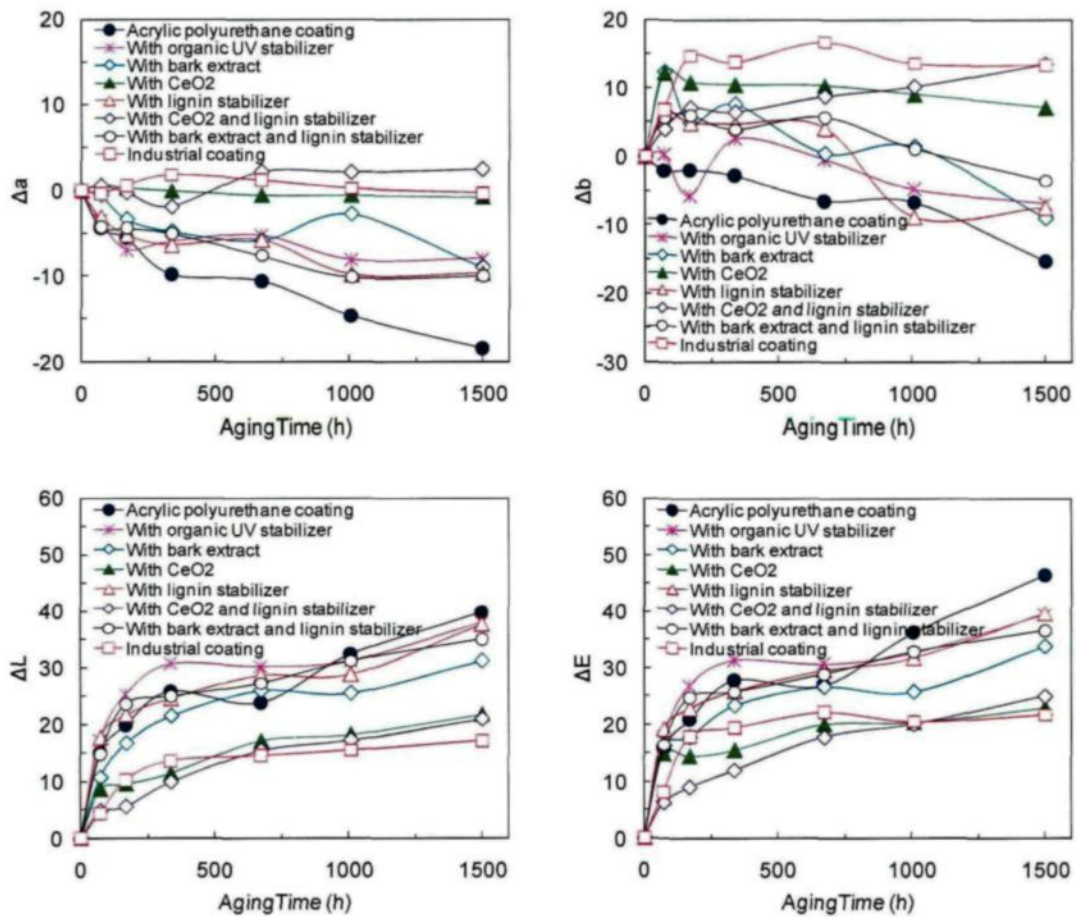 20
10
0
-10
-20
Δa
Acrylic polyurethane coating
With organic UV stabilizer
With bark extract
With CeO2
With lignin stabilizer
With CeO2 and lignin stabilizer
With bark extract and lignin stabilizer
Industrial coating
0 500 1000 1500
AgingTime (h)
20
10
0
-10
-20
-30
Δb
Acrylic polyurethane coating
With organic UV stabilizer
With bark extract
With CeO2
With lignin stabilizer
With CeO2 and lignin stabilizer
With bark extract and lignin stabilizer
Industrial coating
0 500 1000 1500
AgingTime (h)
60
50
40
30
20
10
0
ΔL
Acrylic polyurethane coating
With organic UV stabilizer
With bark extract
With CeO2
With lignin stabilizer
With CeO2 and lignin stabilizer
With bark extract and lignin stabilizer
Industrial coating
0 500 1000 1500
AgingTime (h)
60
50
40
30
20
10
0
ΔE
Acrylic polyurethane coating
With organic UV stabilizer
With bark extract
With CeO2
With lignin stabilizer
With CeO2 and lignin stabilizer
With bark extract and lignin stabilizer
Industrial coating
0 500 1000 1500
AgingTime (h)